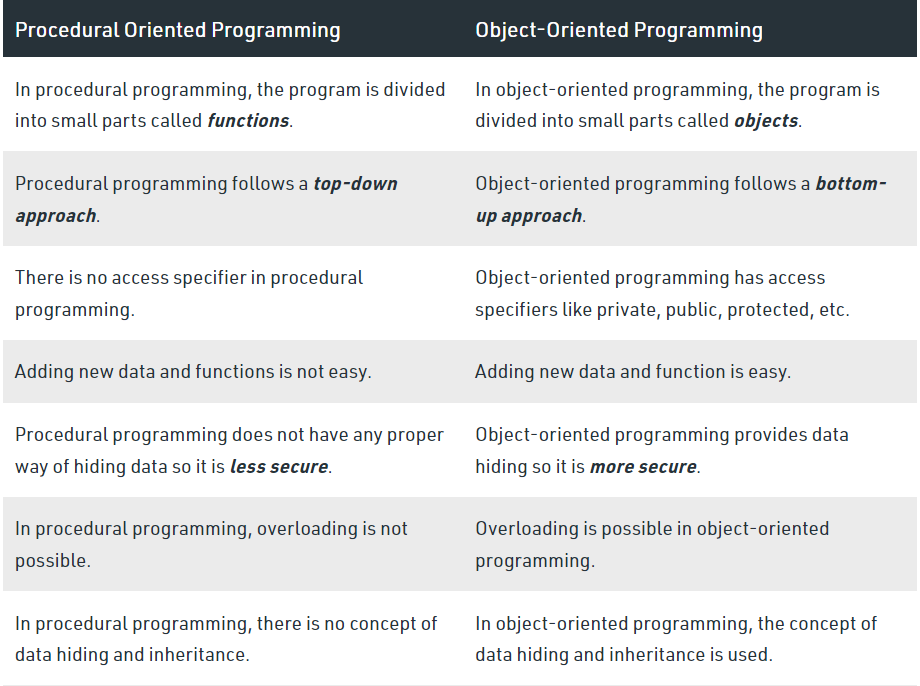 Procedural Oriented Programming
Object-Oriented Programming
In procedural programming, the program is divided
into small parts called functions.
In object-oriented programming, the program is
divided into small parts called objects.
Procedural programming follows a top-down
approach.
Object-oriented programming follows a bottom-
up approach.
There is no access specifier in procedural
programming.
Object-oriented programming has access
specifiers like private, public, protected, etc.
Adding new data and functions is not easy.
Adding new data and function is easy.
Procedural programming does not have any proper
way of hiding data so it is less secure.
Object-oriented programming provides data
hiding so it is more secure.
In procedural programming, overloading is not
possible.
Overloading is possible in object-oriented
programming.
In procedural programming, there is no concept of
data hiding and inheritance.
In object-oriented programming, the concept of
data hiding and inheritance is used.